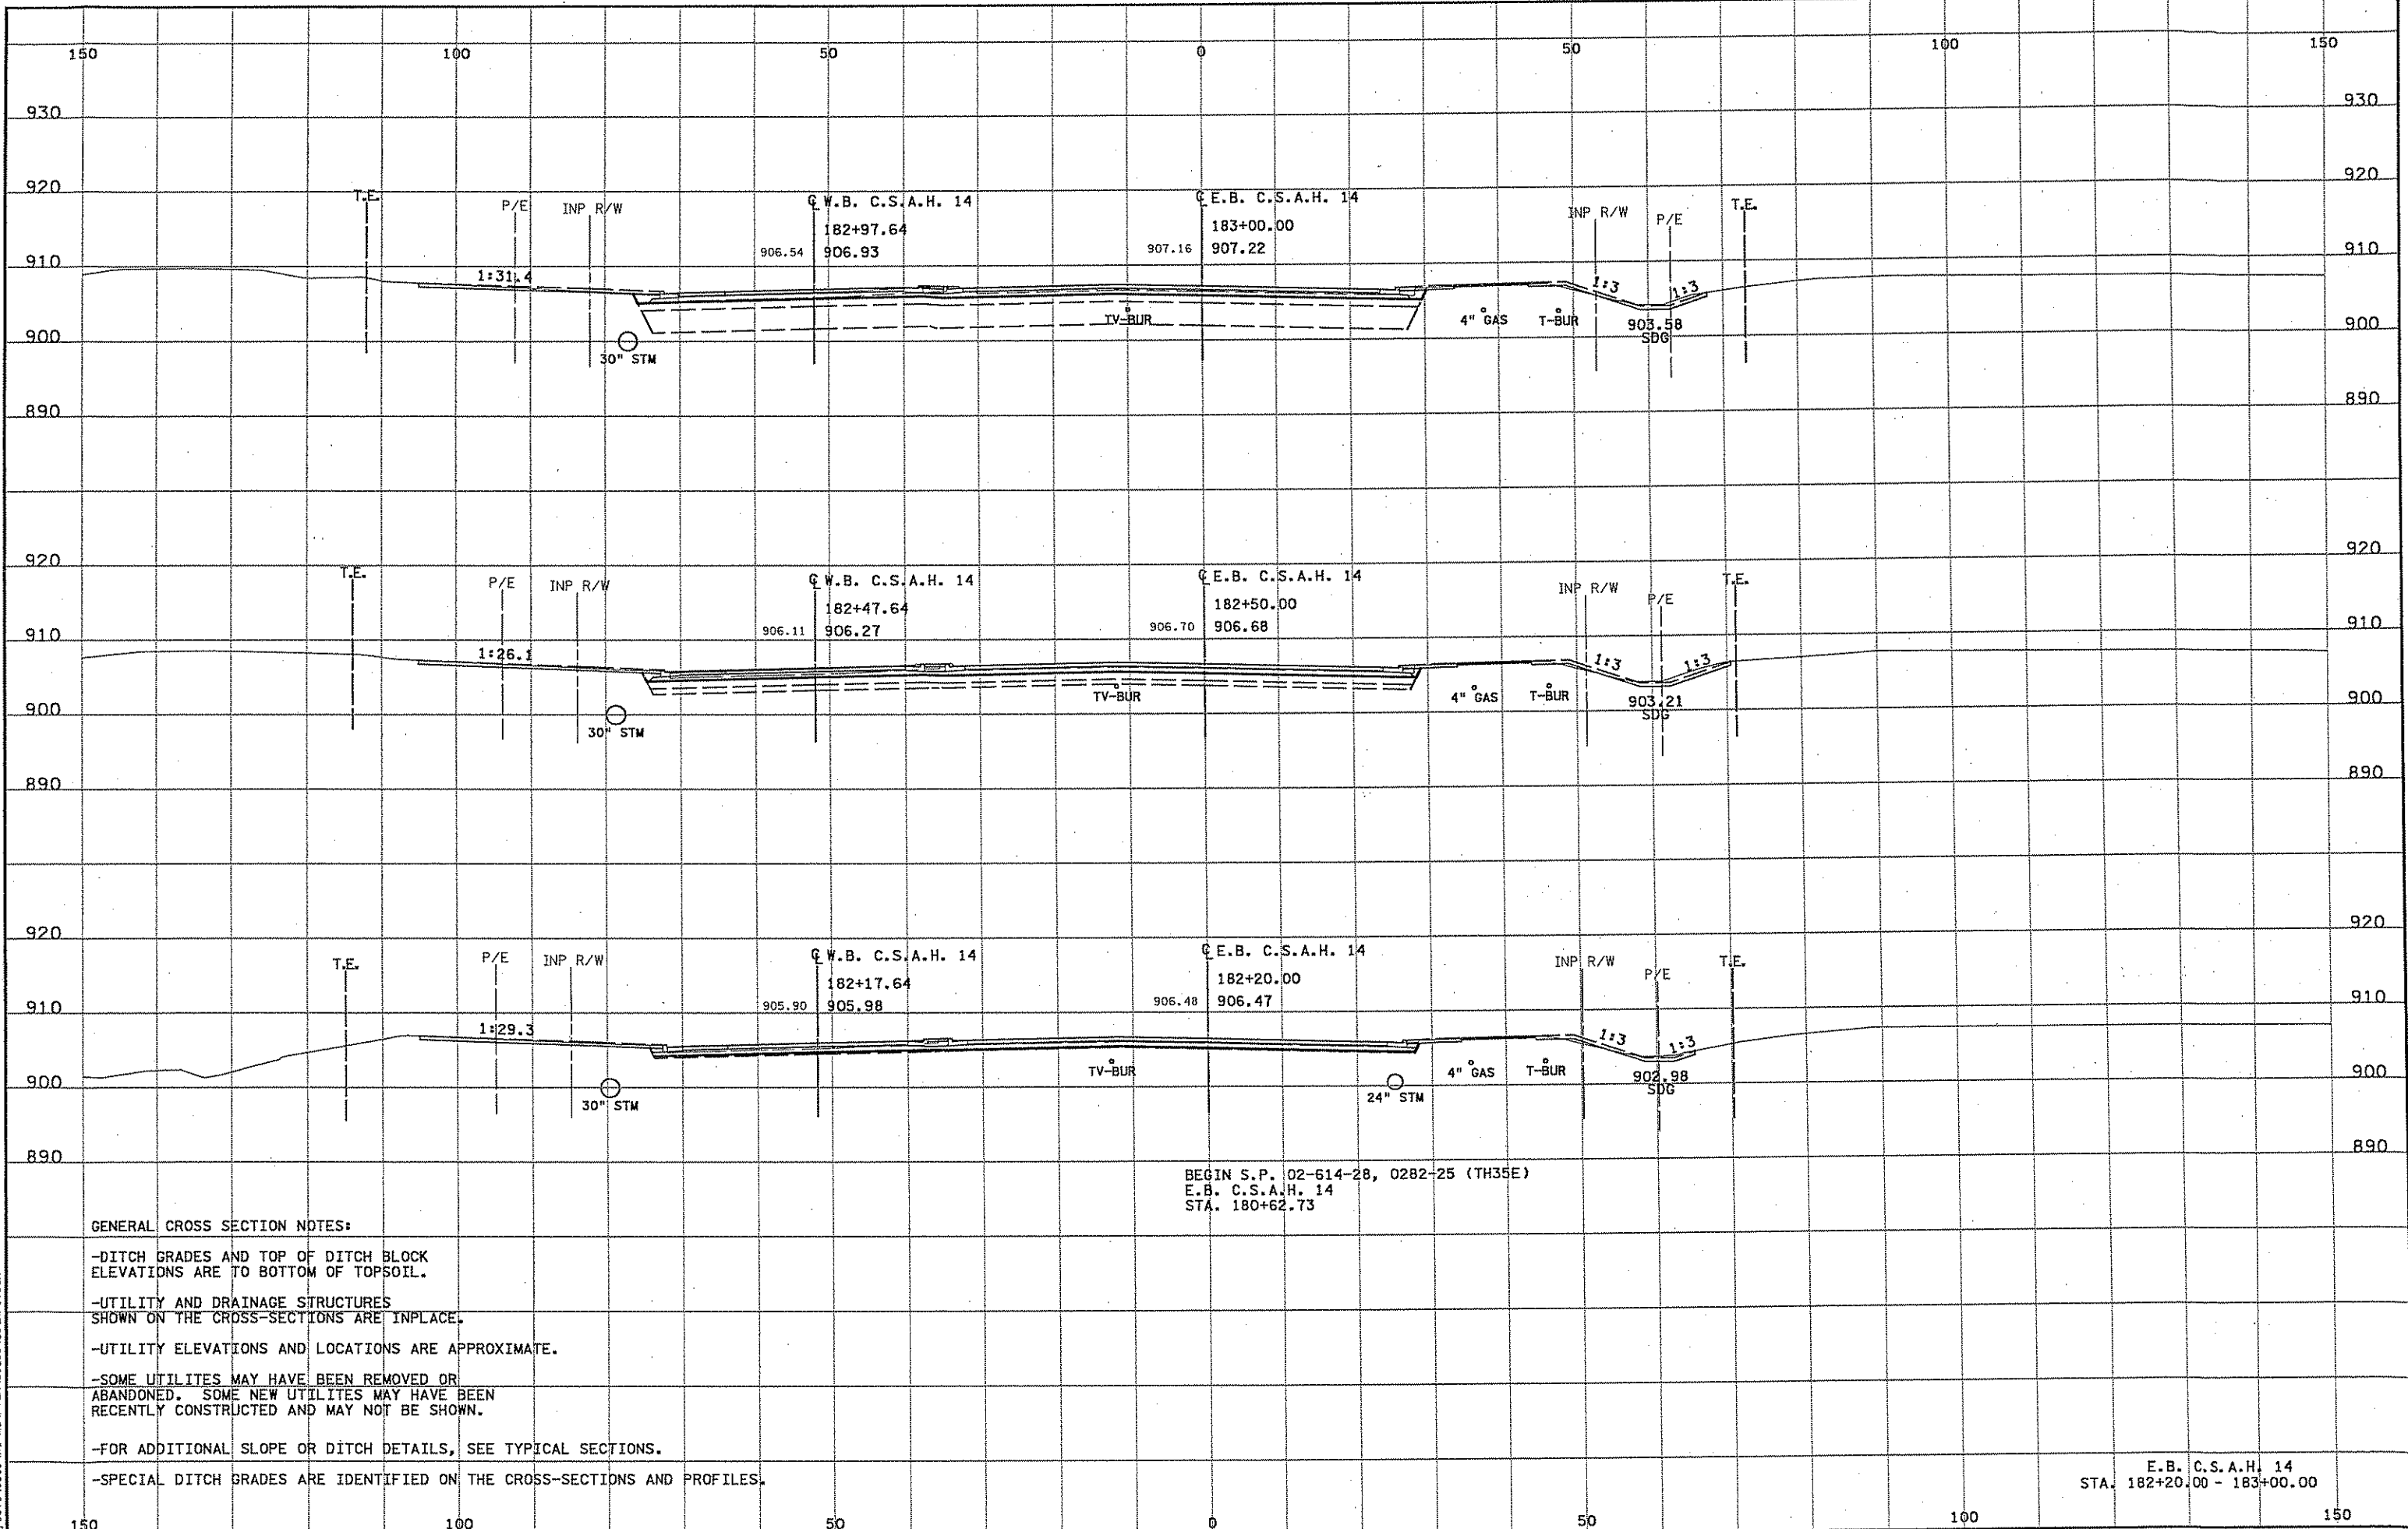 150 100 50 0 50 100 150
930 930
920 920
T.E. P/E INP R/W ℄ W.B. C.S.A.H. 14 ℄ E.B. C.S.A.H. 14 INP R/W P/E T.E.
182+97.64 183+00.00
906.54 906.93 907.16 907.22
910 910
1:31.4 1:3 1:3
TV-BUR 4" GAS T-BUR 903.58
SDG
900 900
30" STM
890 890
920 920
T.E. P/E INP R/W ℄ W.B. C.S.A.H. 14 ℄ E.B. C.S.A.H. 14 INP R/W P/E T.E.
182+47.64 182+50.00
906.11 906.27 906.70 906.68
910 910
1:26.1 1:3 1:3
TV-BUR 4" GAS T-BUR 903.21
SDG
900 900
30" STM
890 890
920 920
T.E. P/E INP R/W ℄ W.B. C.S.A.H. 14 ℄ E.B. C.S.A.H. 14 INP R/W P/E T.E.
182+17.64 182+20.00
905.90 905.98 906.48 906.47
910 910
1:29.3 1:3 1:3
TV-BUR 4" GAS T-BUR 902.98
SDG
900 900
30" STM 24" STM
890 890
BEGIN S.P. 02-614-28, 0282-25 (TH35E)
E.B. C.S.A.H. 14
STA. 180+62.73
GENERAL CROSS SECTION NOTES:
-DITCH GRADES AND TOP OF DITCH BLOCK
ELEVATIONS ARE TO BOTTOM OF TOPSOIL.
-UTILITY AND DRAINAGE STRUCTURES
SHOWN ON THE CROSS-SECTIONS ARE INPLACE.
-UTILITY ELEVATIONS AND LOCATIONS ARE APPROXIMATE.
-SOME UTILITES MAY HAVE BEEN REMOVED OR
ABANDONED. SOME NEW UTILITES MAY HAVE BEEN
RECENTLY CONSTRUCTED AND MAY NOT BE SHOWN.
-FOR ADDITIONAL SLOPE OR DITCH DETAILS, SEE TYPICAL SECTIONS.
-SPECIAL DITCH GRADES ARE IDENTIFIED ON THE CROSS-SECTIONS AND PROFILES.
E.B. C.S.A.H. 14
STA. 182+20.00 - 183+00.00
150 100 50 0 50 100 150